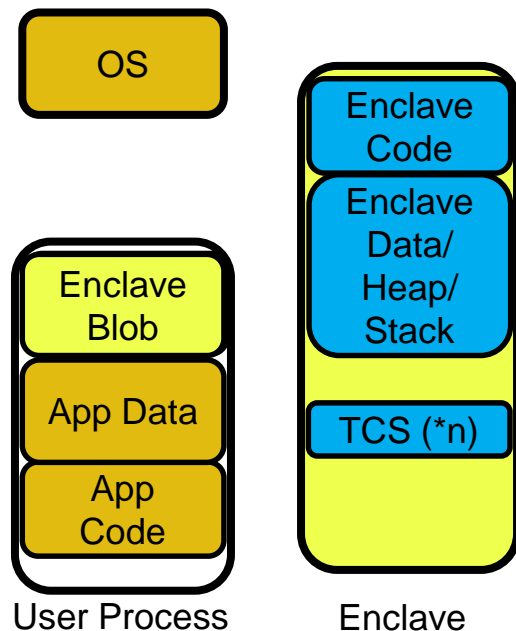 OS
Enclave
Blob
App Data
App
Code
User Process
Enclave
Code
Enclave
Data/
Heap/
Stack
TCS (*n)
Enclave